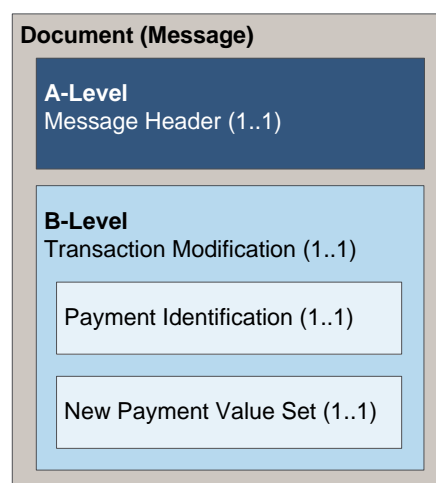 Document (Message)
A-Level
Message Header (1..1)
B-Level
Transaction Modification (1..1)
Payment Identification (1..1)
New Payment Value Set (1..1)